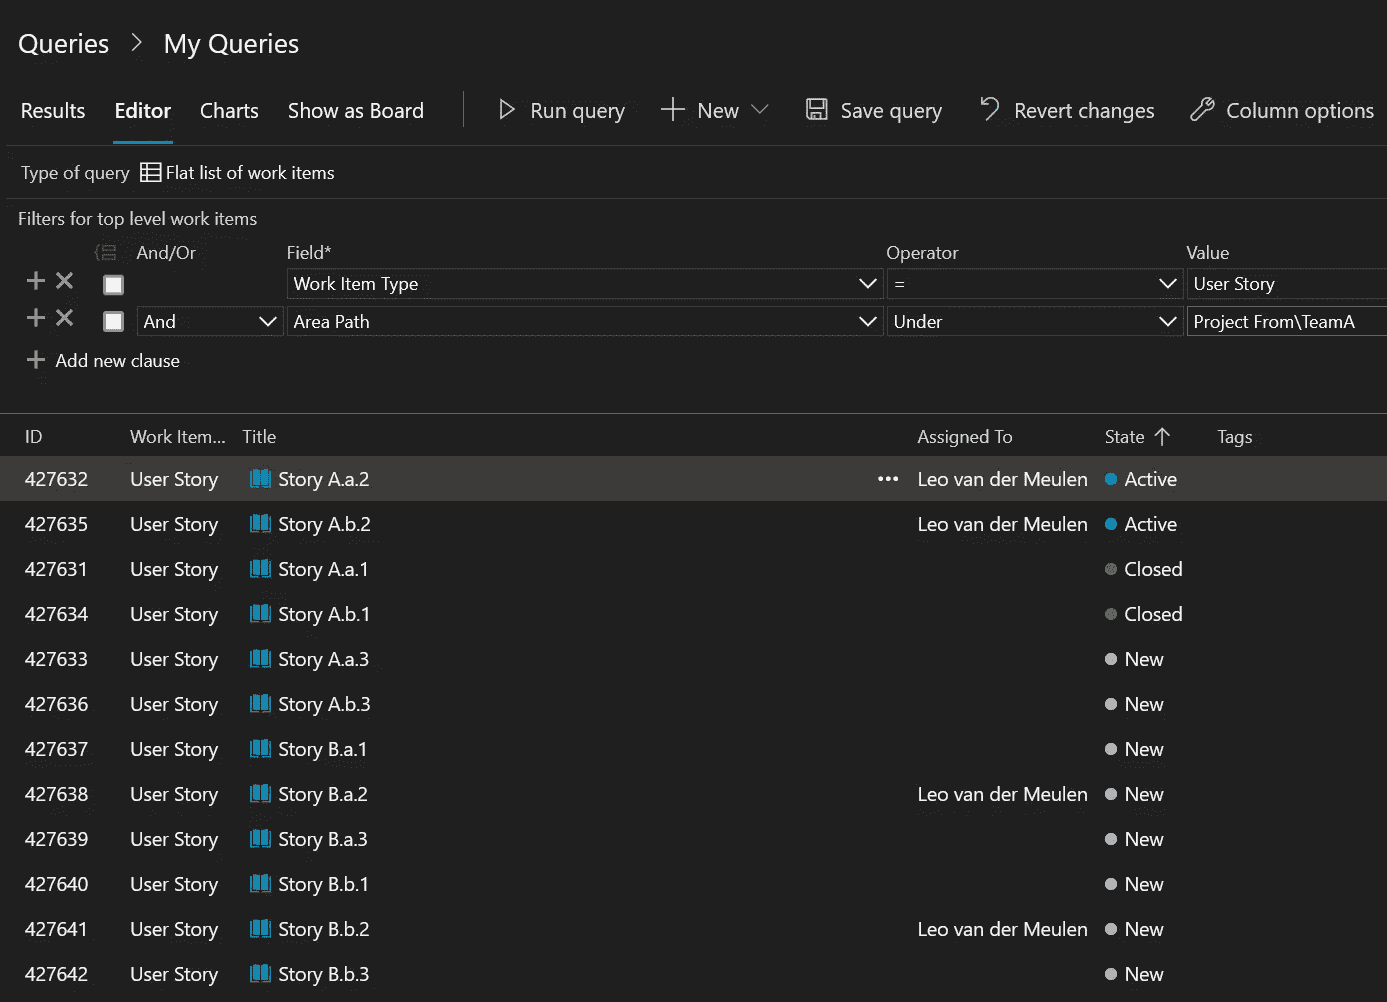 Queries > My Queries
Results Editor Charts Show as Board Run query New Save query Revert changes Column options
Type of query Flat list of work items
Filters for top level work items
And/Or Field* Operator Value
Work Item Type = User Story
And Area Path Under Project From\TeamA
Add new clause
ID Work Item... Title Assigned To State ↑ Tags
427632 User Story Story A.a.2 ••• Leo van der Meulen Active
427635 User Story Story A.b.2 Leo van der Meulen Active
427631 User Story Story A.a.1 Closed
427634 User Story Story A.b.1 Closed
427633 User Story Story A.a.3 New
427636 User Story Story A.b.3 New
427637 User Story Story B.a.1 New
427638 User Story Story B.a.2 Leo van der Meulen New
427639 User Story Story B.a.3 New
427640 User Story Story B.b.1 New
427641 User Story Story B.b.2 Leo van der Meulen New
427642 User Story Story B.b.3 New